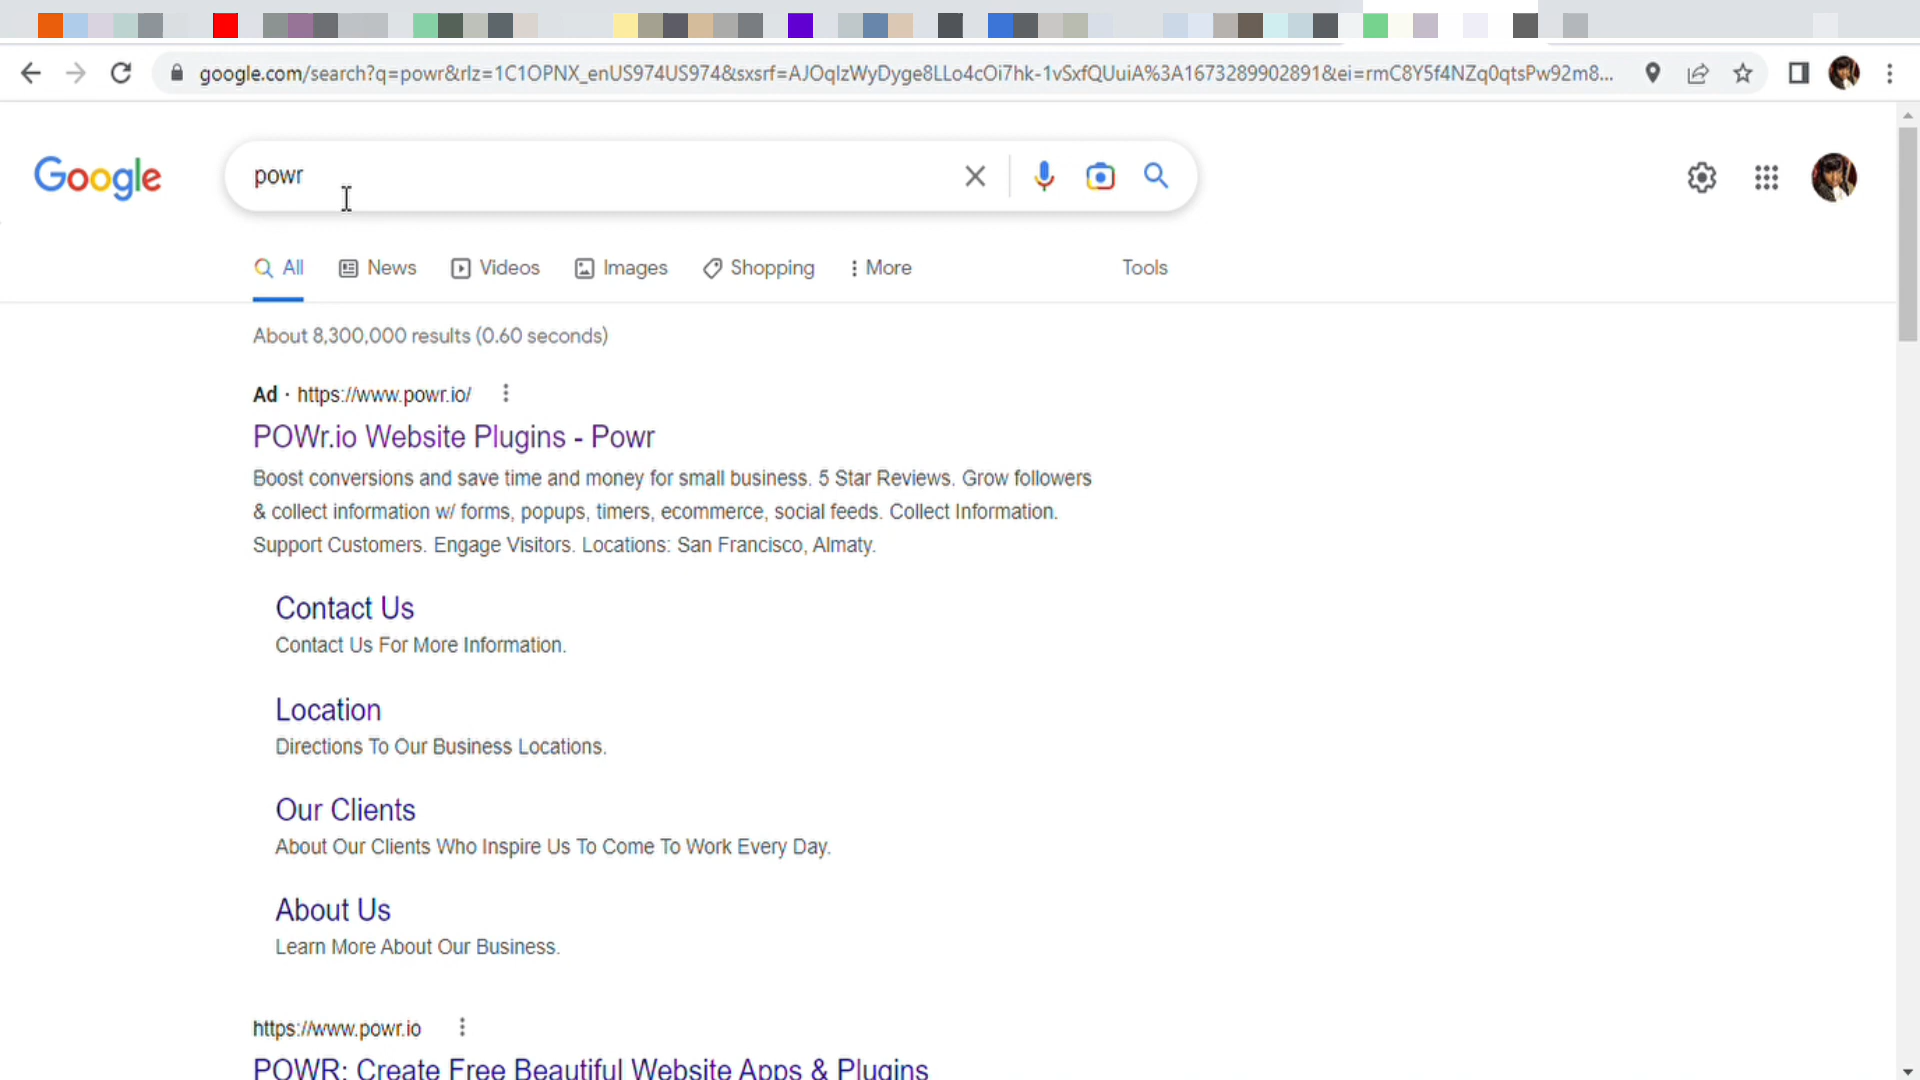 google.com/search?q=powr&rlz=1C1OPNX_enUS974US974&sxsrf=AJOqlzWyDyge8LLo4cOi7hk-1vSxfQUuiA%3A1673289902891&ei=rmC8Y5f4NZq0qtsPw92m8...
Google
powr
All News Videos Images Shopping More Tools
About 8,300,000 results (0.60 seconds)
Ad · https://www.powr.io/
POWr.io Website Plugins - Powr
Boost conversions and save time and money for small business. 5 Star Reviews. Grow followers
& collect information w/ forms, popups, timers, ecommerce, social feeds. Collect Information.
Support Customers. Engage Visitors. Locations: San Francisco, Almaty.
Contact Us
Contact Us For More Information.
Location
Directions To Our Business Locations.
Our Clients
About Our Clients Who Inspire Us To Come To Work Every Day.
About Us
Learn More About Our Business.
https://www.powr.io
POWR: Create Free Beautiful Website Apps & Plugins